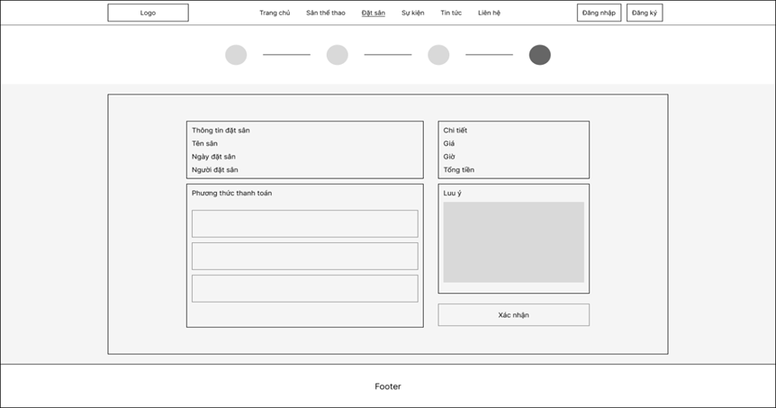 Logo
Trang chủ
Sân thể thao
Đặt sân
Sự kiện
Tin tức
Liên hệ
Đăng nhập
Đăng ký
Thông tin đặt sân
Tên sân
Ngày đặt sân
Người đặt sân
Chi tiết
Giá
Giờ
Tổng tiền
Phương thức thanh toán
Lưu ý
Xác nhận
Footer